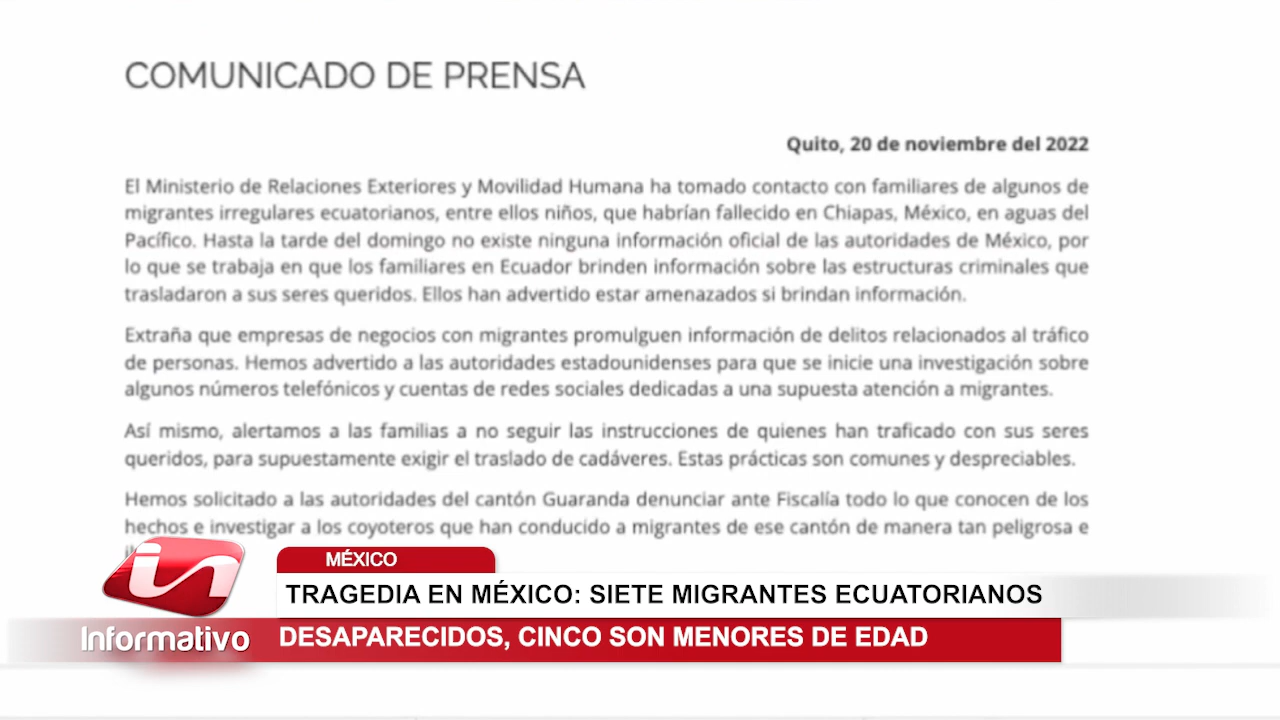 COMUNICADO DE PRENSA
Quito, 20 de noviembre del 2022
El Ministerio de Relaciones Exteriores y Movilidad Humana ha tomado contacto con familiares de algunos de
migrantes irregulares ecuatorianos, entre ellos niños, que habrían fallecido en Chiapas, México, en aguas del
Pacífico. Hasta la tarde del domingo no existe ninguna información oficial de las autoridades de México, por
lo que se trabaja en que los familiares en Ecuador brinden información sobre las estructuras criminales que
trasladaron a sus seres queridos. Ellos han advertido estar amenazados si brindan información.
Extraña que empresas de negocios con migrantes promulguen información de delitos relacionados al tráfico
de personas. Hemos advertido a las autoridades estadounidenses para que se inicie una investigación sobre
algunos números telefónicos y cuentas de redes sociales dedicadas a una supuesta atención a migrantes.
Así mismo, alertamos a las familias a no seguir las instrucciones de quienes han traficado con sus seres
queridos, para supuestamente exigir el traslado de cadáveres. Estas prácticas son comunes y despreciables.
Hemos solicitado a las autoridades del cantón Guaranda denunciar ante Fiscalía todo lo que conocen de los
hechos e investigar a los coyoteros que han conducido a migrantes de ese cantón de manera tan peligrosa e
MÉXICO
TRAGEDIA EN MÉXICO: SIETE MIGRANTES ECUATORIANOS
DESAPARECIDOS, CINCO SON MENORES DE EDAD
in
Informativo